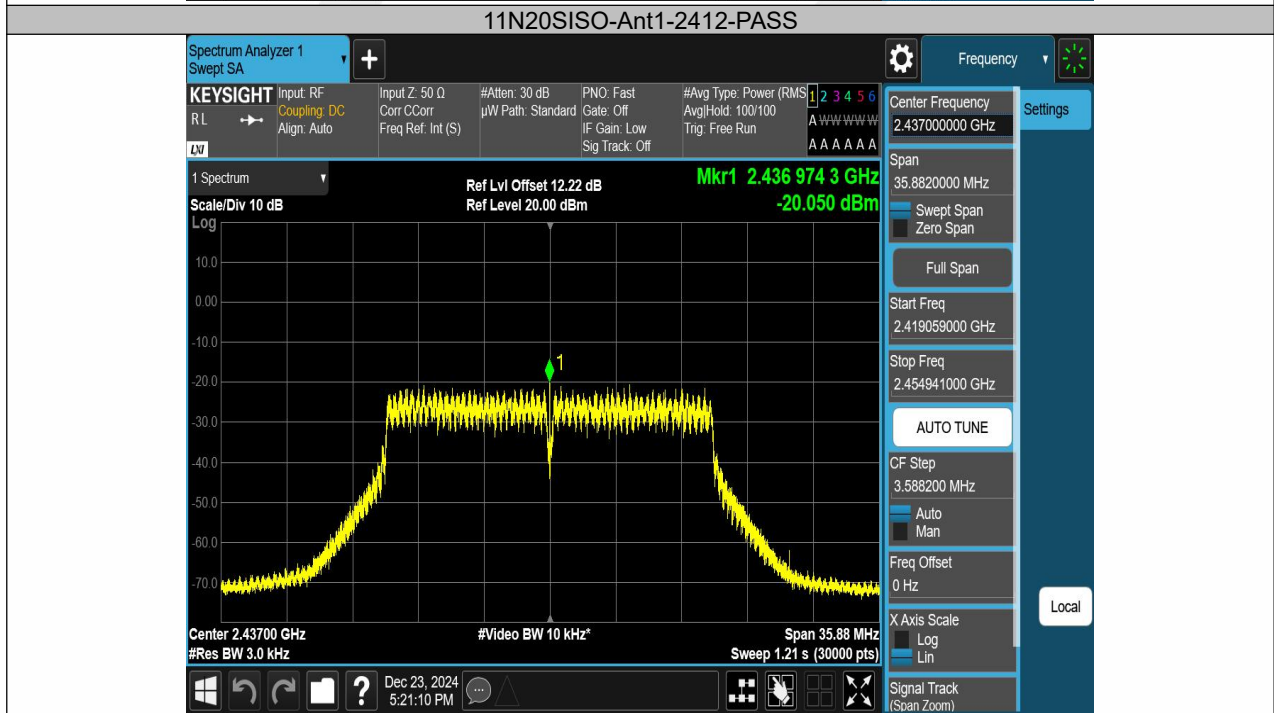 11N20SISO-Ant1-2412-PASS
Spectrum Analyzer 1
Swept SA
Frequency
KEYSIGHT
R L
LXI
Input: RF
Coupling: DC
Align: Auto
Input Z: 50 Ω
Corr CCorr
Freq Ref: Int (S)
#Atten: 30 dB
µW Path: Standard
PNO: Fast
Gate: Off
IF Gain: Low
Sig Track: Off
#Avg Type: Power (RMS
Avg|Hold: 100/100
Trig: Free Run
1 2 3 4 5 6
A W W W W W
A A A A A A
1 Spectrum
Scale/Div 10 dB
Log
Ref Lvl Offset 12.22 dB
Ref Level 20.00 dBm
Mkr1 2.436 974 3 GHz
-20.050 dBm
10.0
0.00
-10.0
-20.0
-30.0
-40.0
-50.0
-60.0
-70.0
1
Center 2.43700 GHz
#Res BW 3.0 kHz
#Video BW 10 kHz*
Span 35.88 MHz
Sweep 1.21 s (30000 pts)
Center Frequency
2.437000000 GHz
Settings
Span
35.8820000 MHz
Swept Span
Zero Span
Full Span
Start Freq
2.419059000 GHz
Stop Freq
2.454941000 GHz
AUTO TUNE
CF Step
3.588200 MHz
Auto
Man
Freq Offset
0 Hz
X Axis Scale
Log
Lin
Local
Signal Track
(Span Zoom)
?
Dec 23, 2024
5:21:10 PM